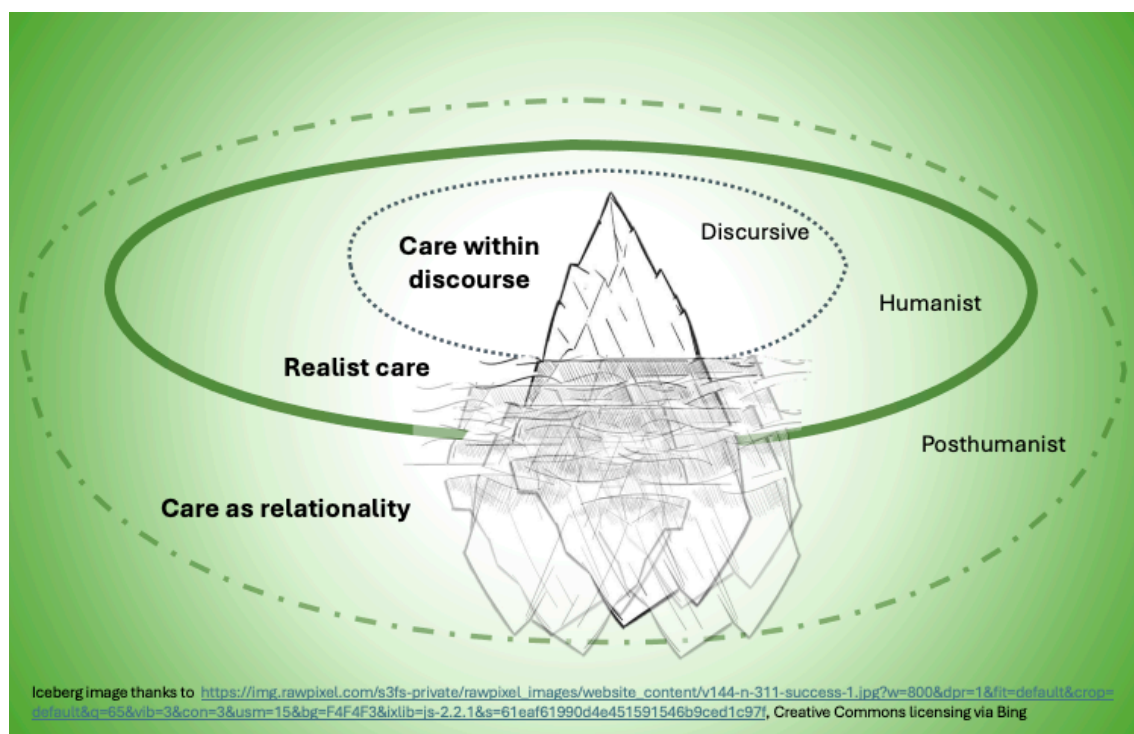 Care within
discourse
Discursive
Humanist
Realist care
Posthumanist
Care as relationality
Iceberg image thanks to https://img.rawpixel.com/s3fs-private/rawpixel_images/website_content/v144-n-311-success-1.jpg?w=800&dpr=1&fit=default&crop=
default&q=65&vib=3&con=3&usm=15&bg=F4F4F3&ixlib=js-2.2.1&s=61eaf61990d4e451591546b9ced1c97f, Creative Commons licensing via Bing